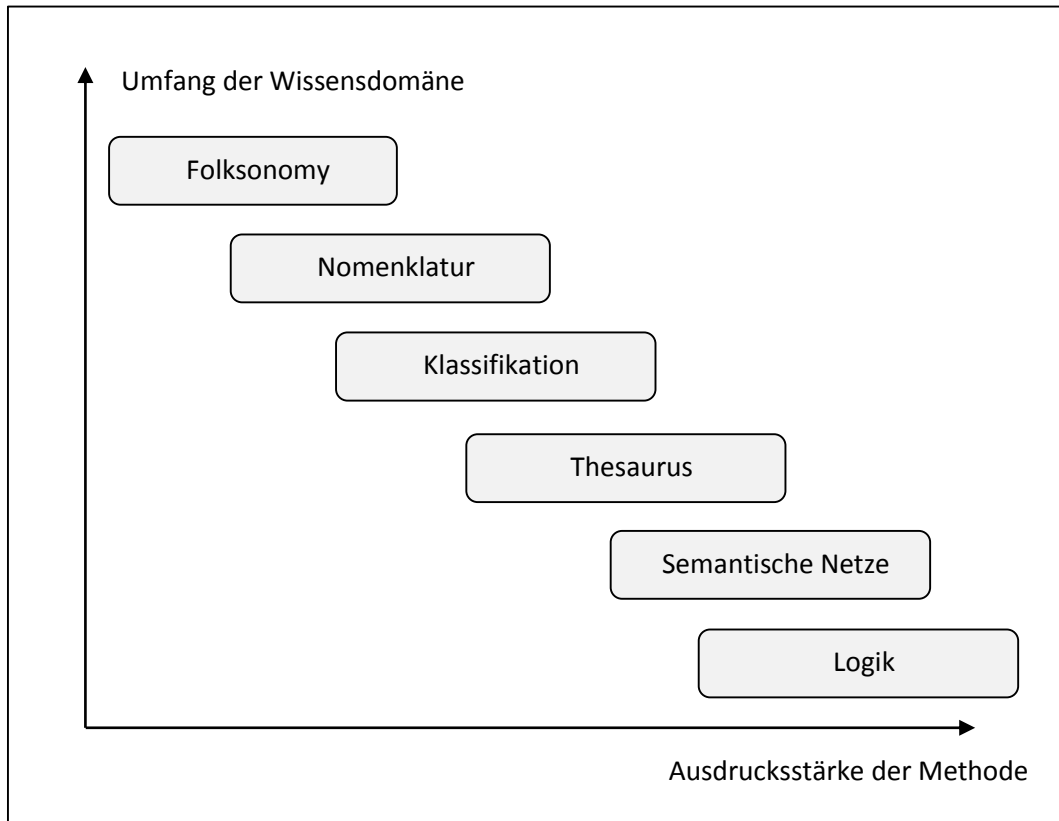 Umfang der Wissensdomäne
Folksonomy
Nomenklatur
Klassifikation
Thesaurus
Semantische Netze
Logik
Ausdrucksstärke der Methode